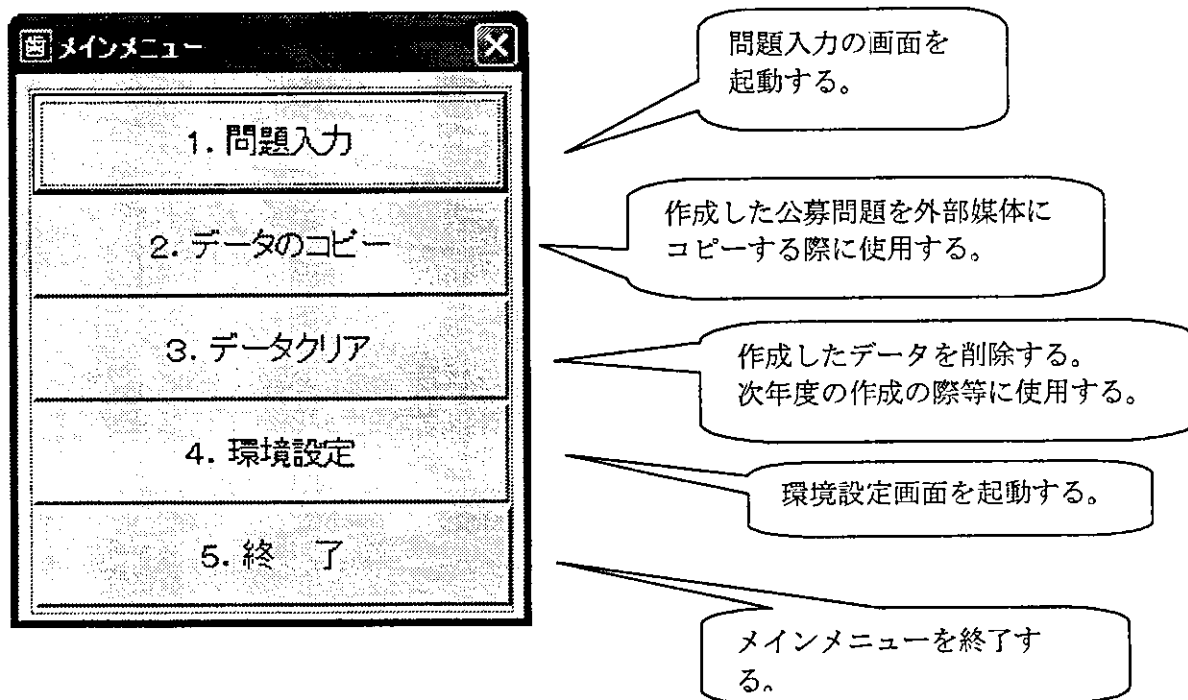 歯 メインメニュー
1. 問題入力
2. データのコピー
3. データクリア
4. 環境設定
5. 終 了
問題入力の画面を
起動する。
作成した公募問題を外部媒体に
コピーする際に使用する。
作成したデータを削除する。
次年度の作成の際等に使用する。
環境設定画面を起動する。
メインメニューを終了す
る。